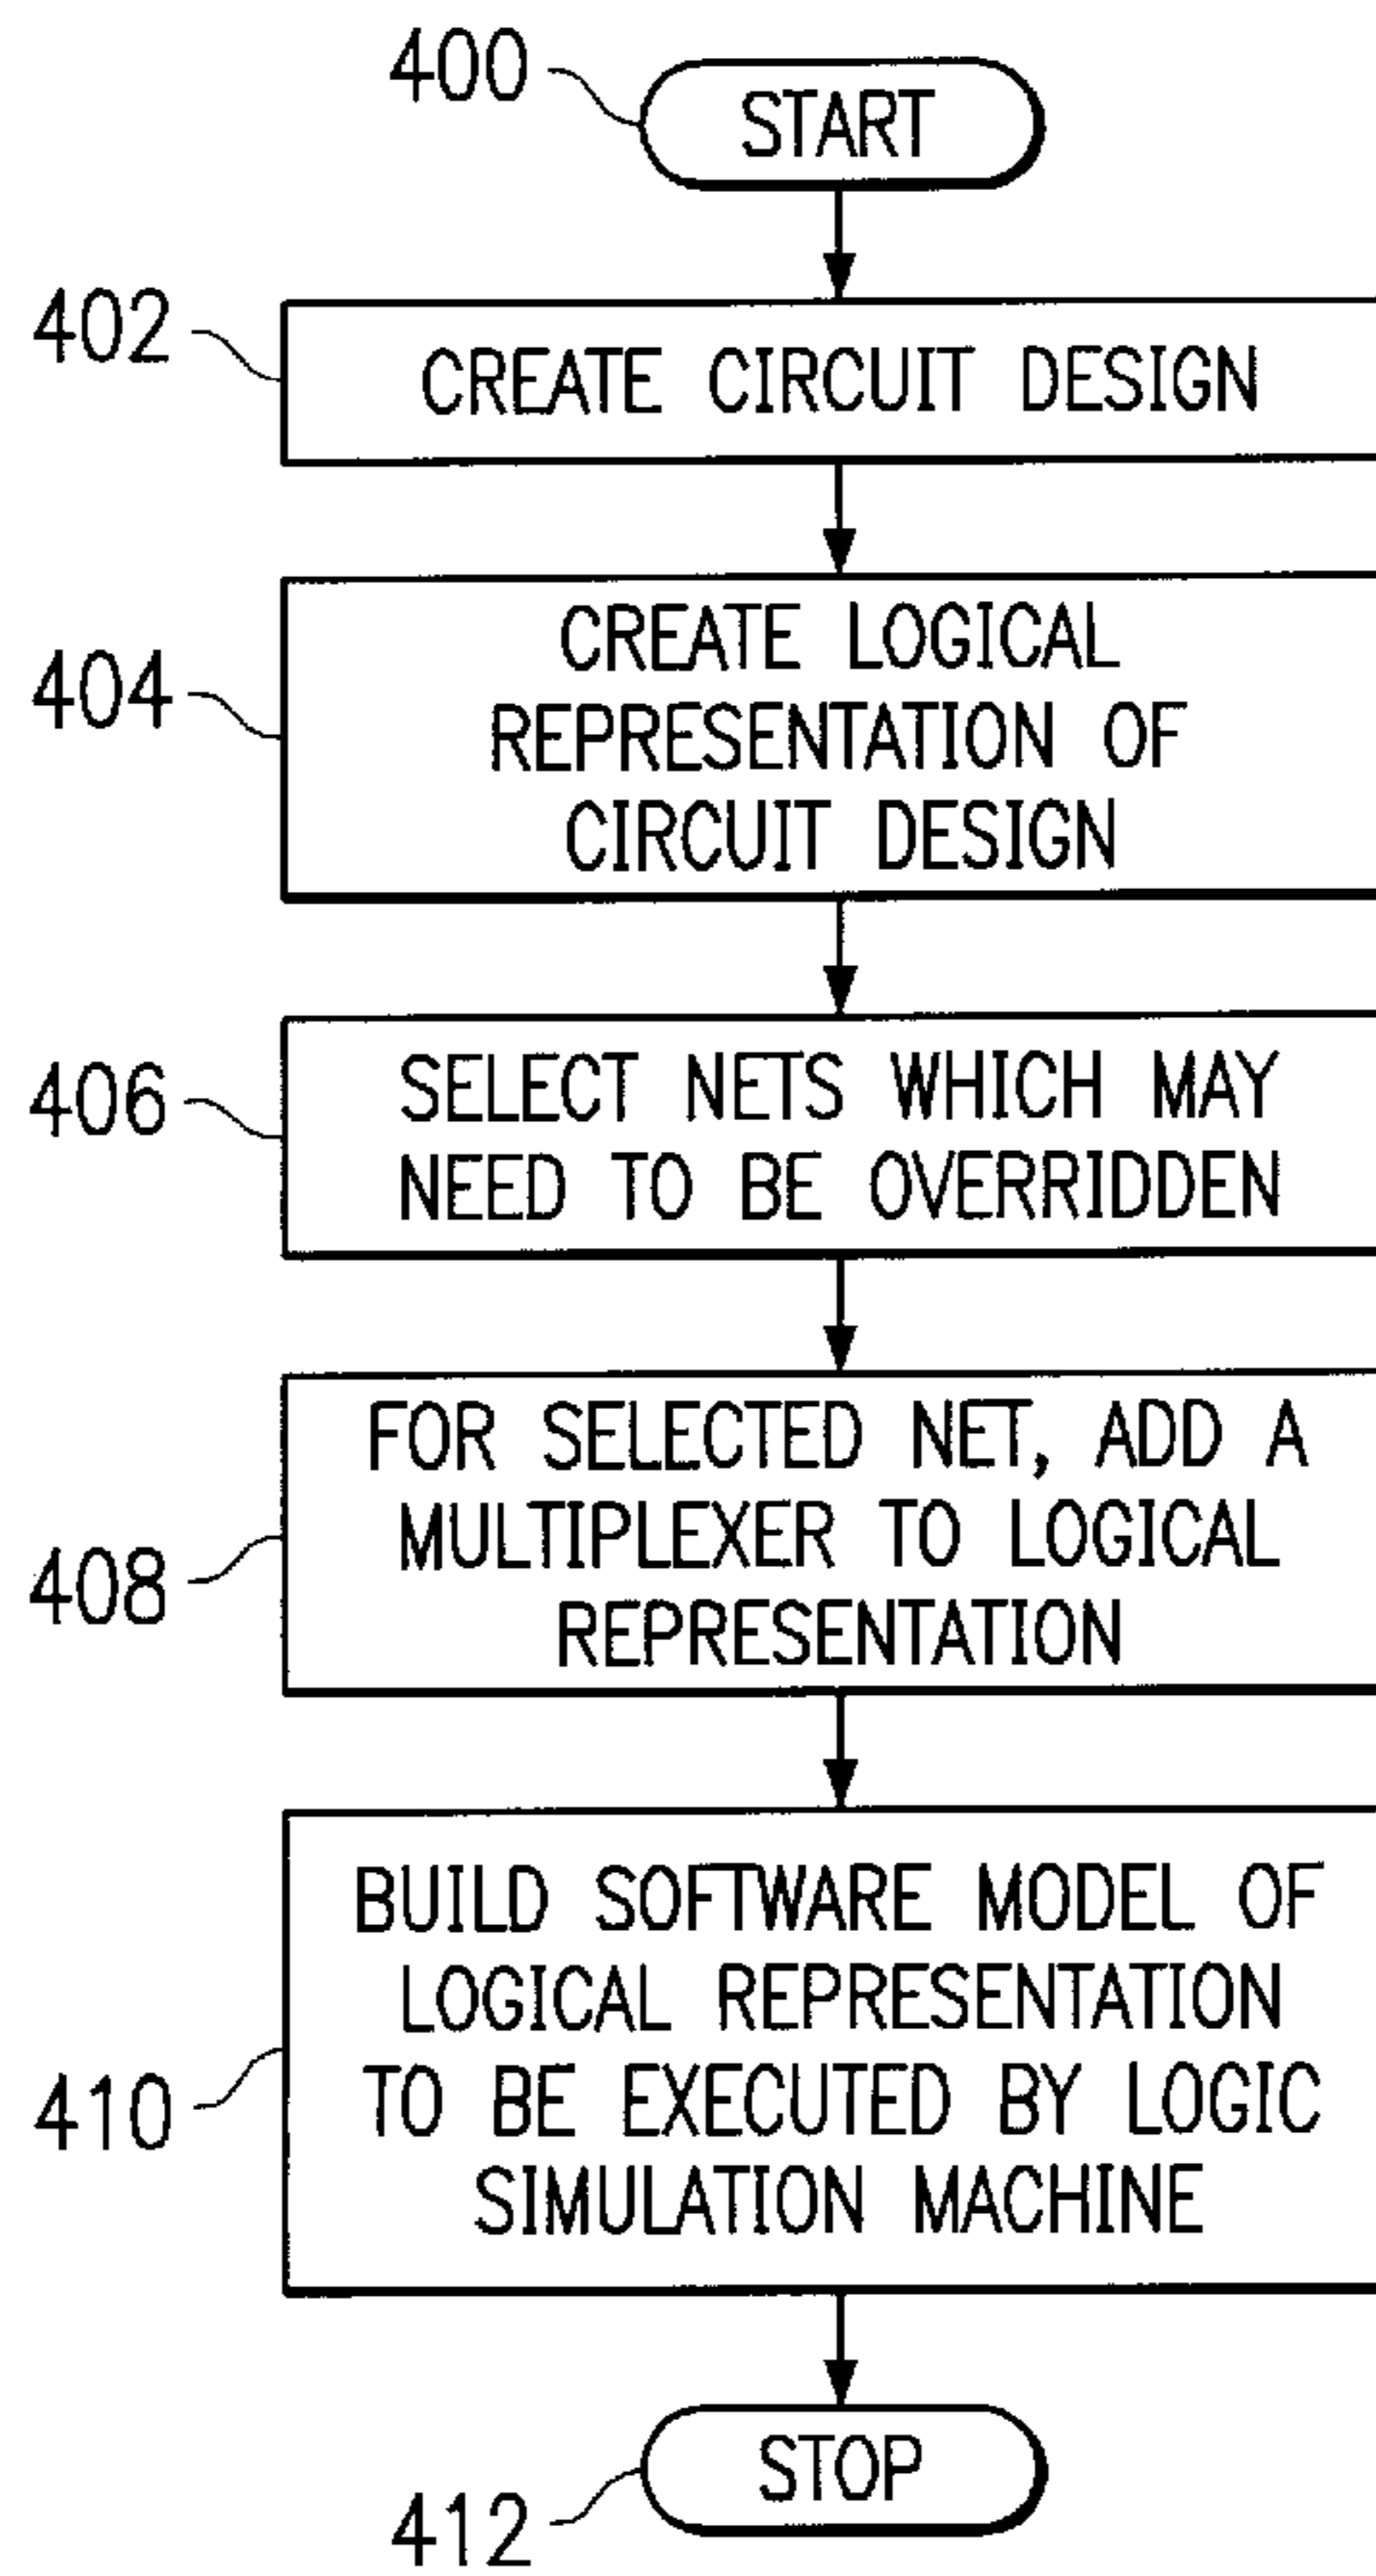 400
START
402
CREATE CIRCUIT DESIGN
404
CREATE LOGICAL
REPRESENTATION OF
CIRCUIT DESIGN
406
SELECT NETS WHICH MAY
NEED TO BE OVERRIDDEN
408
FOR SELECTED NET, ADD A
MULTIPLEXER TO LOGICAL
REPRESENTATION
410
BUILD SOFTWARE MODEL OF
LOGICAL REPRESENTATION
TO BE EXECUTED BY LOGIC
SIMULATION MACHINE
412
STOP